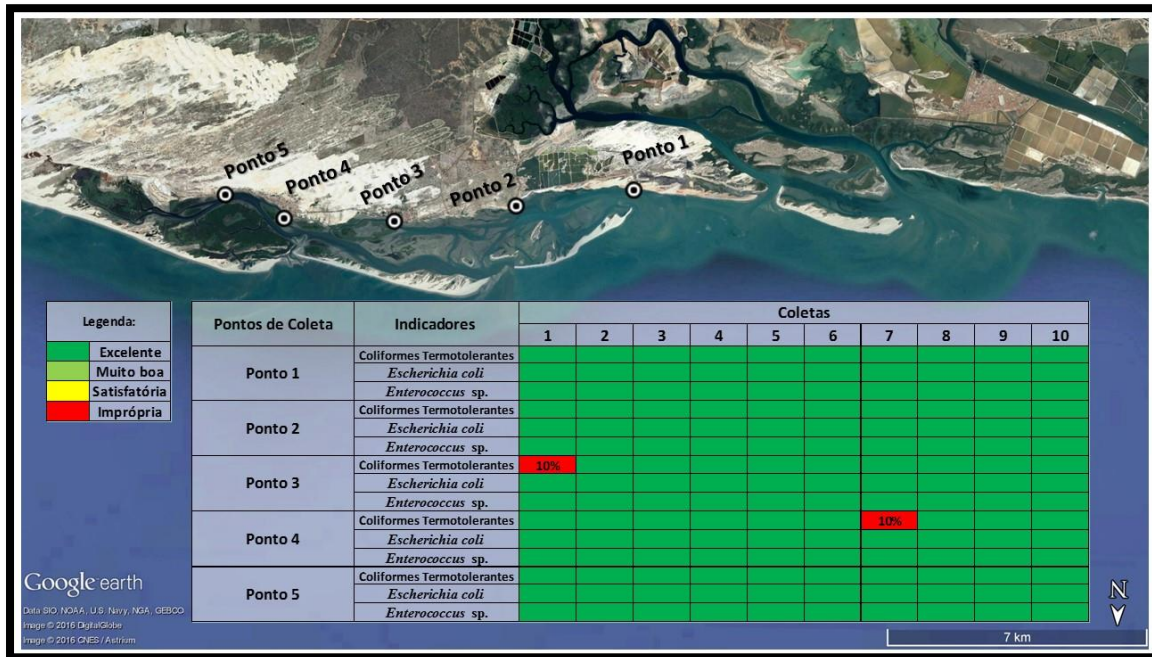 Ponto 5
Ponto 4
Ponto 3
Ponto 2
Ponto 1
Legenda:
Excelente
Muito boa
Satisfatória
Imprópria
Pontos de Coleta Indicadores Coletas
1 2 3 4 5 6 7 8 9 10
Ponto 1
Coliformes Termotolerantes
Escherichia coli
Enterococcus sp.
Ponto 2
Coliformes Termotolerantes
Escherichia coli
Enterococcus sp.
Ponto 3
Coliformes Termotolerantes 10%
Escherichia coli
Enterococcus sp.
Ponto 4
Coliformes Termotolerantes 10%
Escherichia coli
Enterococcus sp.
Ponto 5
Coliformes Termotolerantes
Escherichia coli
Enterococcus sp.
Google earth
Data SIO, NOAA, U.S. Navy, NGA, GEBCO
Image © 2016 DigitalGlobe
Image © 2016 CNES / Astrium
N
7 km